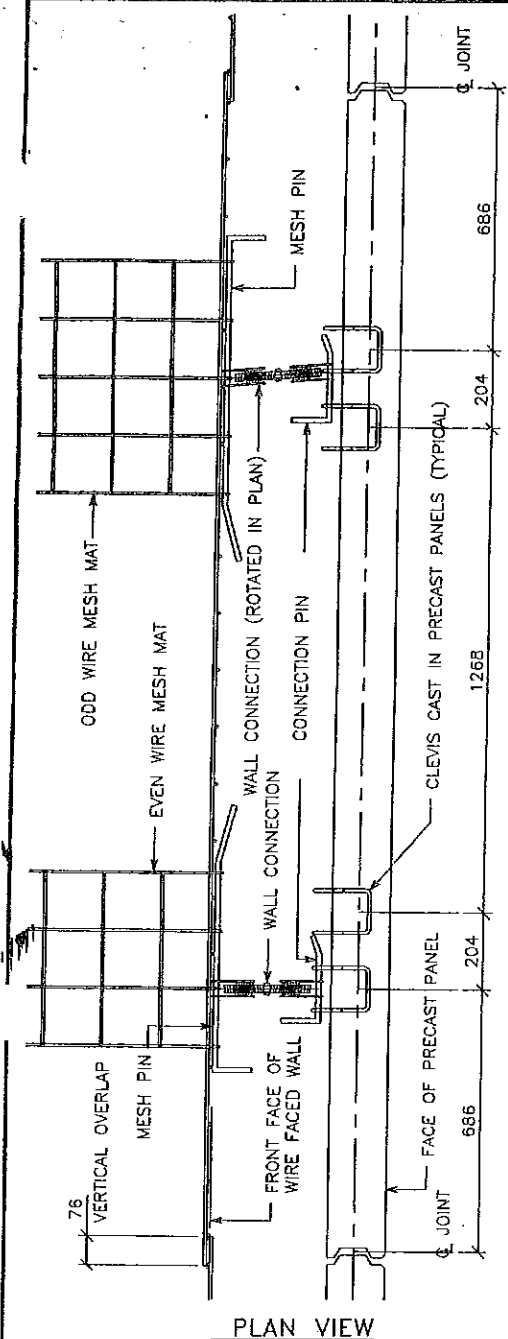 76
VERTICAL OVERLAP
MESH PIN
EVEN WIRE MESH MAT
ODD WIRE MESH MAT
FRONT FACE OF
WIRE FACED WALL
WALL CONNECTION
WALL CONNECTION (ROTATED IN PLAN)
MESH PIN
CONNECTION PIN
CLEVIS CAST IN PRECAST PANELS (TYPICAL)
FACE OF PRECAST PANEL
℄ JOINT
686
204
1268
204
686
℄ JOINT
PLAN VIEW